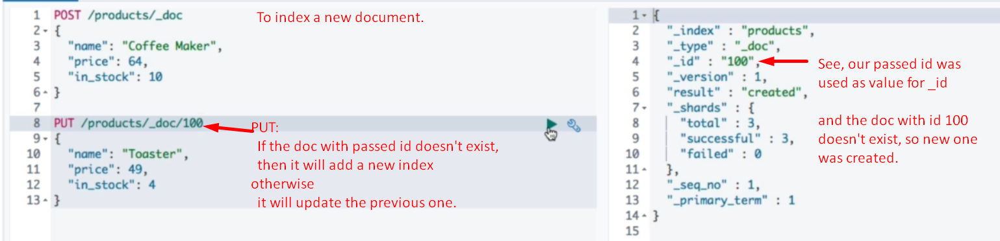 1 POST /products/_doc
2 {
3 "name": "Coffee Maker",
4 "price": 64,
5 "in_stock": 10
6 }
7
8 PUT /products/_doc/100
9 {
10 "name": "Toaster",
11 "price": 49,
12 "in_stock": 4
13 }
To index a new document.
PUT:
If the doc with passed id doesn't exist,
then it will add a new index
otherwise
it will update the previous one.
1 {
2 "_index" : "products",
3 "_type" : "_doc",
4 "_id" : "100",
5 "_version" : 1,
6 "result" : "created",
7 "_shards" : {
8 "total" : 3,
9 "successful" : 3,
10 "failed" : 0
11 },
12 "_seq_no" : 1,
13 "_primary_term" : 1
14 }
15
See, our passed id was
used as value for _id
and the doc with id 100
doesn't exist, so new one
was created.